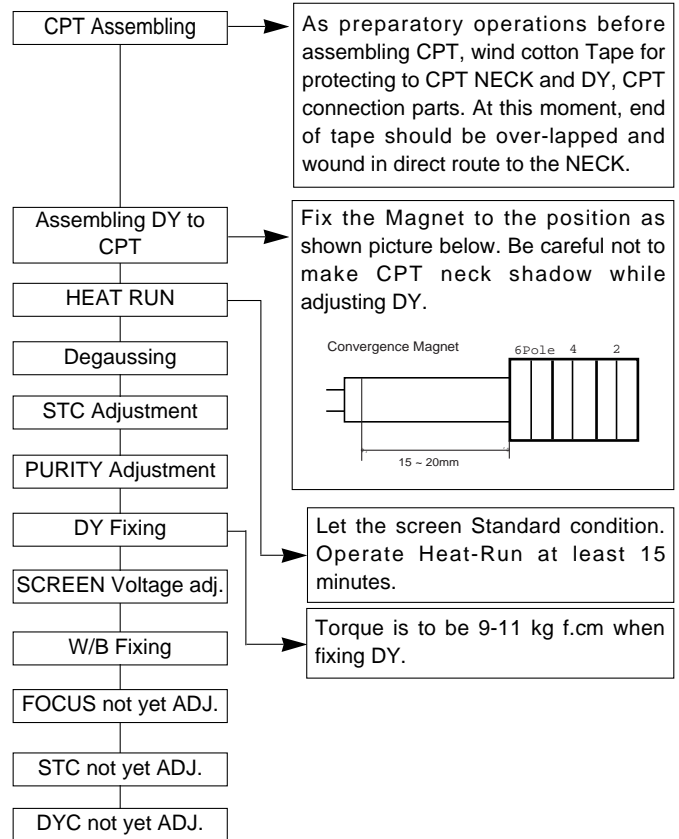 CPT Assembling
As preparatory operations before
assembling CPT, wind cotton Tape for
protecting to CPT NECK and DY, CPT
connection parts. At this moment, end
of tape should be over-lapped and
wound in direct route to the NECK.
Assembling DY to
CPT
Fix the Magnet to the position as
shown picture below. Be careful not to
make CPT neck shadow while
adjusting DY.
Convergence Magnet
6Pole 4 2
15 ~ 20mm
HEAT RUN
Degaussing
STC Adjustment
PURITY Adjustment
DY Fixing
Let the screen Standard condition.
Operate Heat-Run at least 15
minutes.
SCREEN Voltage adj.
Torque is to be 9-11 kg f.cm when
fixing DY.
W/B Fixing
FOCUS not yet ADJ.
STC not yet ADJ.
DYC not yet ADJ.